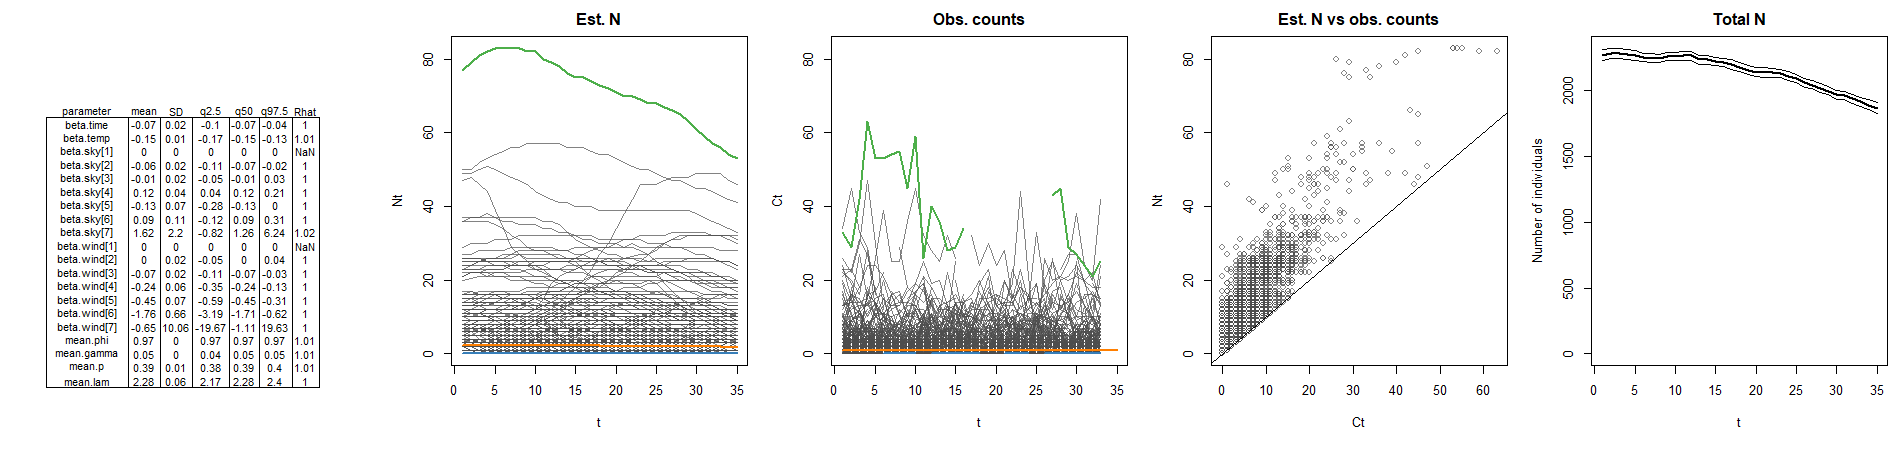 parameter mean SD q2.5 q50 q97.5 Rhat
beta.time -0.07 0.02 -0.1 -0.07 -0.04 1
beta.temp -0.15 0.01 -0.17 -0.15 -0.13 1.01
beta.sky[1] 0 0 0 0 0 NaN
beta.sky[2] -0.06 0.02 -0.11 -0.07 -0.02 1
beta.sky[3] -0.01 0.02 -0.05 -0.01 0.03 1
beta.sky[4] 0.12 0.04 0.04 0.12 0.21 1
beta.sky[5] -0.13 0.07 -0.28 -0.13 0 1
beta.sky[6] 0.09 0.11 -0.12 0.09 0.31 1
beta.sky[7] 1.62 2.2 -0.82 1.26 6.24 1.02
beta.wind[1] 0 0 0 0 0 NaN
beta.wind[2] 0 0.02 -0.05 0 0.04 1
beta.wind[3] -0.07 0.02 -0.11 -0.07 -0.03 1
beta.wind[4] -0.24 0.06 -0.35 -0.24 -0.13 1
beta.wind[5] -0.45 0.07 -0.59 -0.45 -0.31 1
beta.wind[6] -1.76 0.66 -3.19 -1.71 -0.62 1
beta.wind[7] -0.65 10.06 -19.67 -1.11 19.63 1
mean.phi 0.97 0 0.97 0.97 0.97 1.01
mean.gamma 0.05 0 0.04 0.05 0.05 1.01
mean.p 0.39 0.01 0.38 0.39 0.4 1.01
mean.lam 2.28 0.06 2.17 2.28 2.4 1
Est. N
Nt
80
60
40
20
0
0 5 10 15 20 25 30 35
t
Obs. counts
Ct
80
60
40
20
0
0 5 10 15 20 25 30 35
t
Est. N vs obs. counts
Nt
80
60
40
20
0
0 10 20 30 40 50 60
Ct
Total N
Number of individuals
2000
1500
1000
500
0
0 5 10 15 20 25 30 35
t